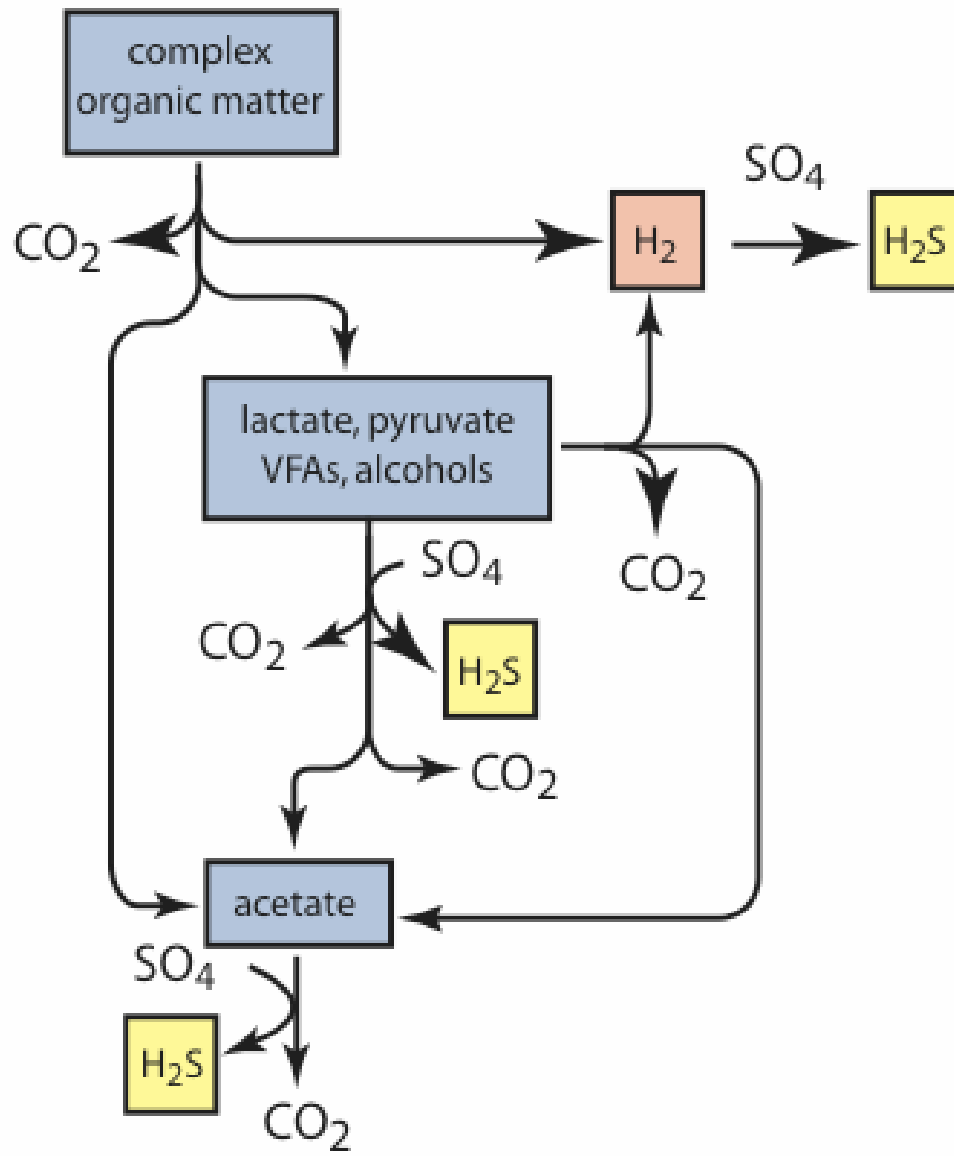 complex
organic matter
SO₄
CO₂
H₂
H₂S
lactate, pyruvate
VFAs, alcohols
SO₄
CO₂
CO₂
H₂S
CO₂
acetate
SO₄
H₂S
CO₂